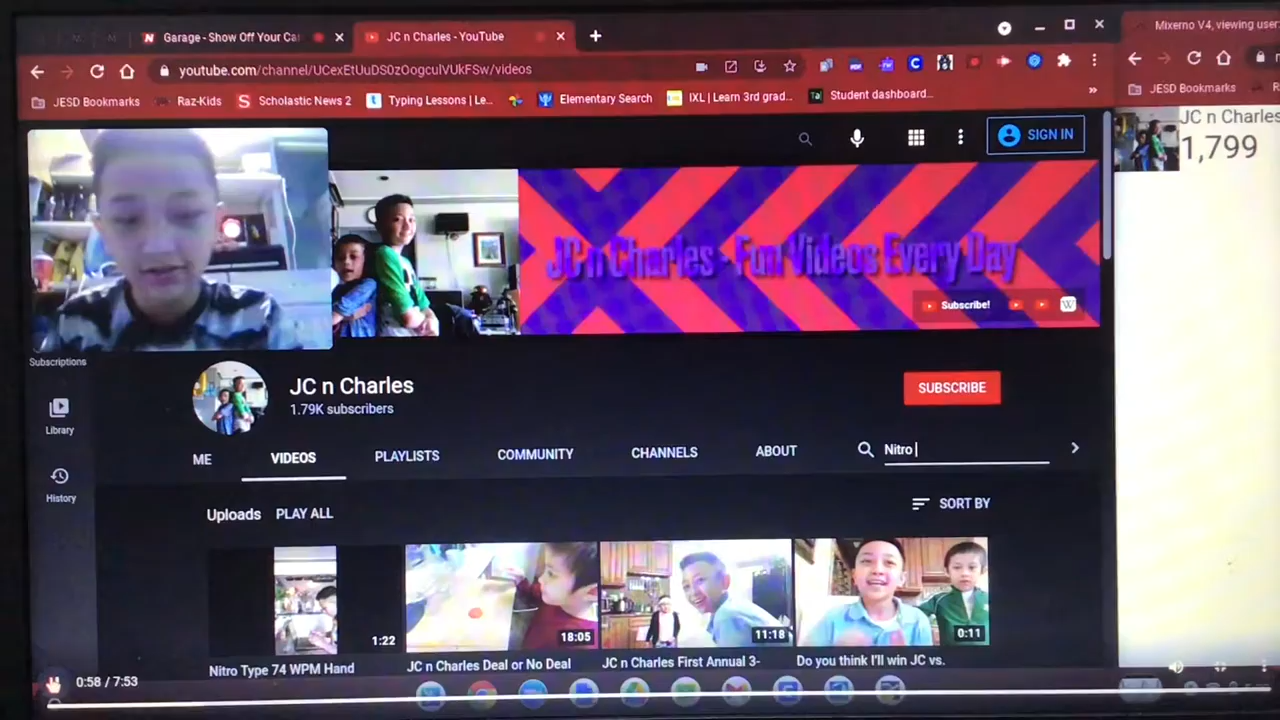 Garage - Show Off Your Ca
JC n Charles - YouTube
Mixerno V4, viewing user
youtube.com/channel/UCexEtUuDS0zOogculVUkFSw/videos
JESD Bookmarks
Raz-Kids
Scholastic News 2
Typing Lessons | Le...
Elementary Search
IXL | Learn 3rd grad...
Student dashboard...
»
JESD Bookmarks
SIGN IN
JC n Charles
1,799
JC n Charles - Fun Videos Every Day
Subscribe!
Subscriptions
Library
History
JC n Charles
1.79K subscribers
SUBSCRIBE
ME
VIDEOS
PLAYLISTS
COMMUNITY
CHANNELS
ABOUT
Nitro
Uploads
PLAY ALL
SORT BY
1:22
18:05
11:18
0:11
Nitro Type 74 WPM Hand
JC n Charles Deal or No Deal
JC n Charles First Annual 3-
Do you think I'll win JC vs.
0:58 / 7:53